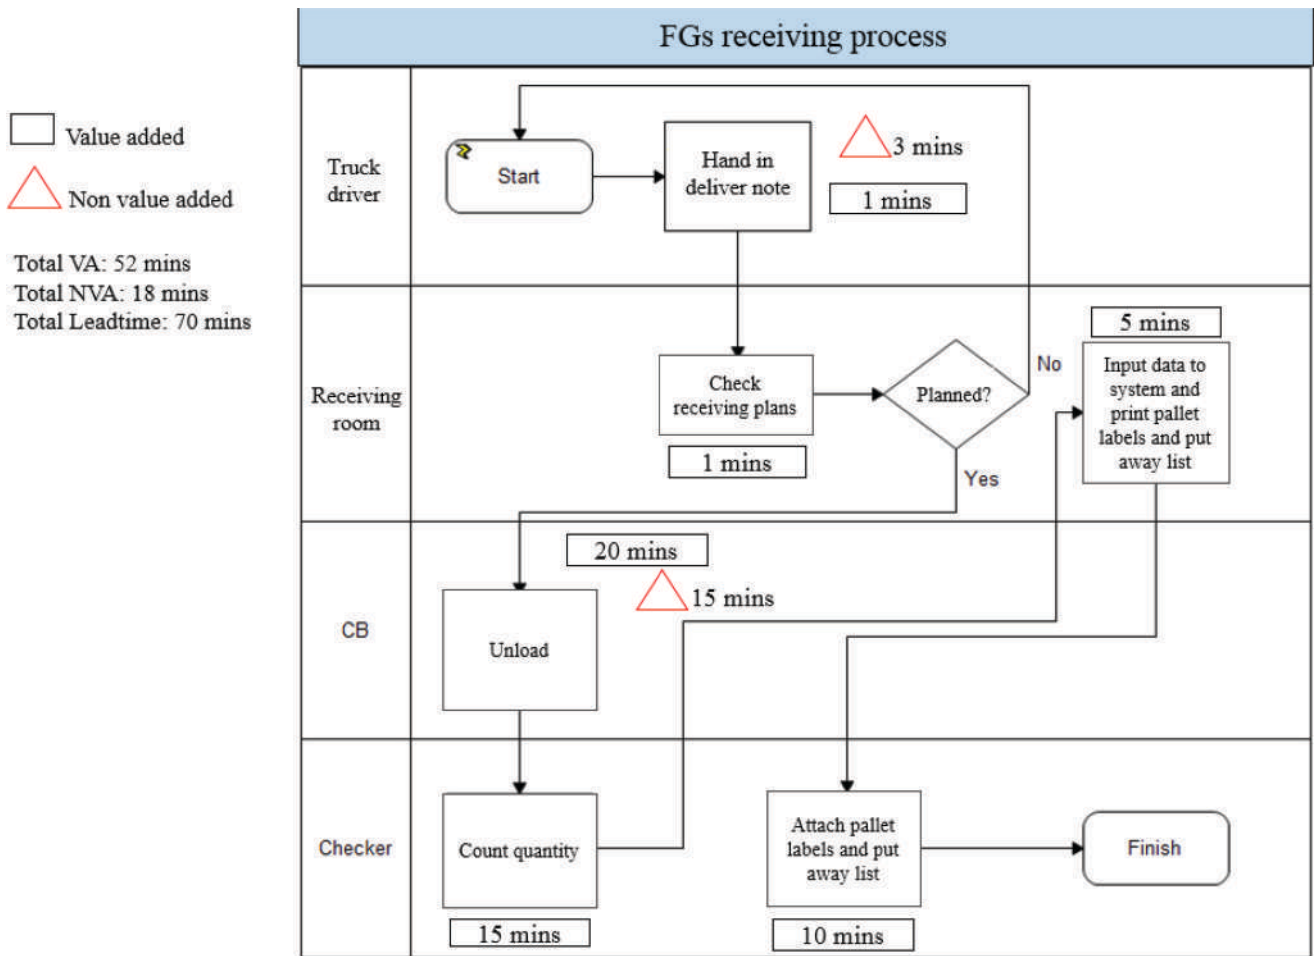 FGs receiving process
Value added
Non value added
Total VA: 52 mins
Total NVA: 18 mins
Total Leadtime: 70 mins
Truck
driver
Start
Hand in
deliver note
3 mins
1 mins
Receiving
room
Check
receiving plans
1 mins
Planned?
No
Yes
5 mins
Input data to
system and
print pallet
labels and put
away list
CB
20 mins
15 mins
Unload
Checker
Count quantity
15 mins
Attach pallet
labels and put
away list
10 mins
Finish